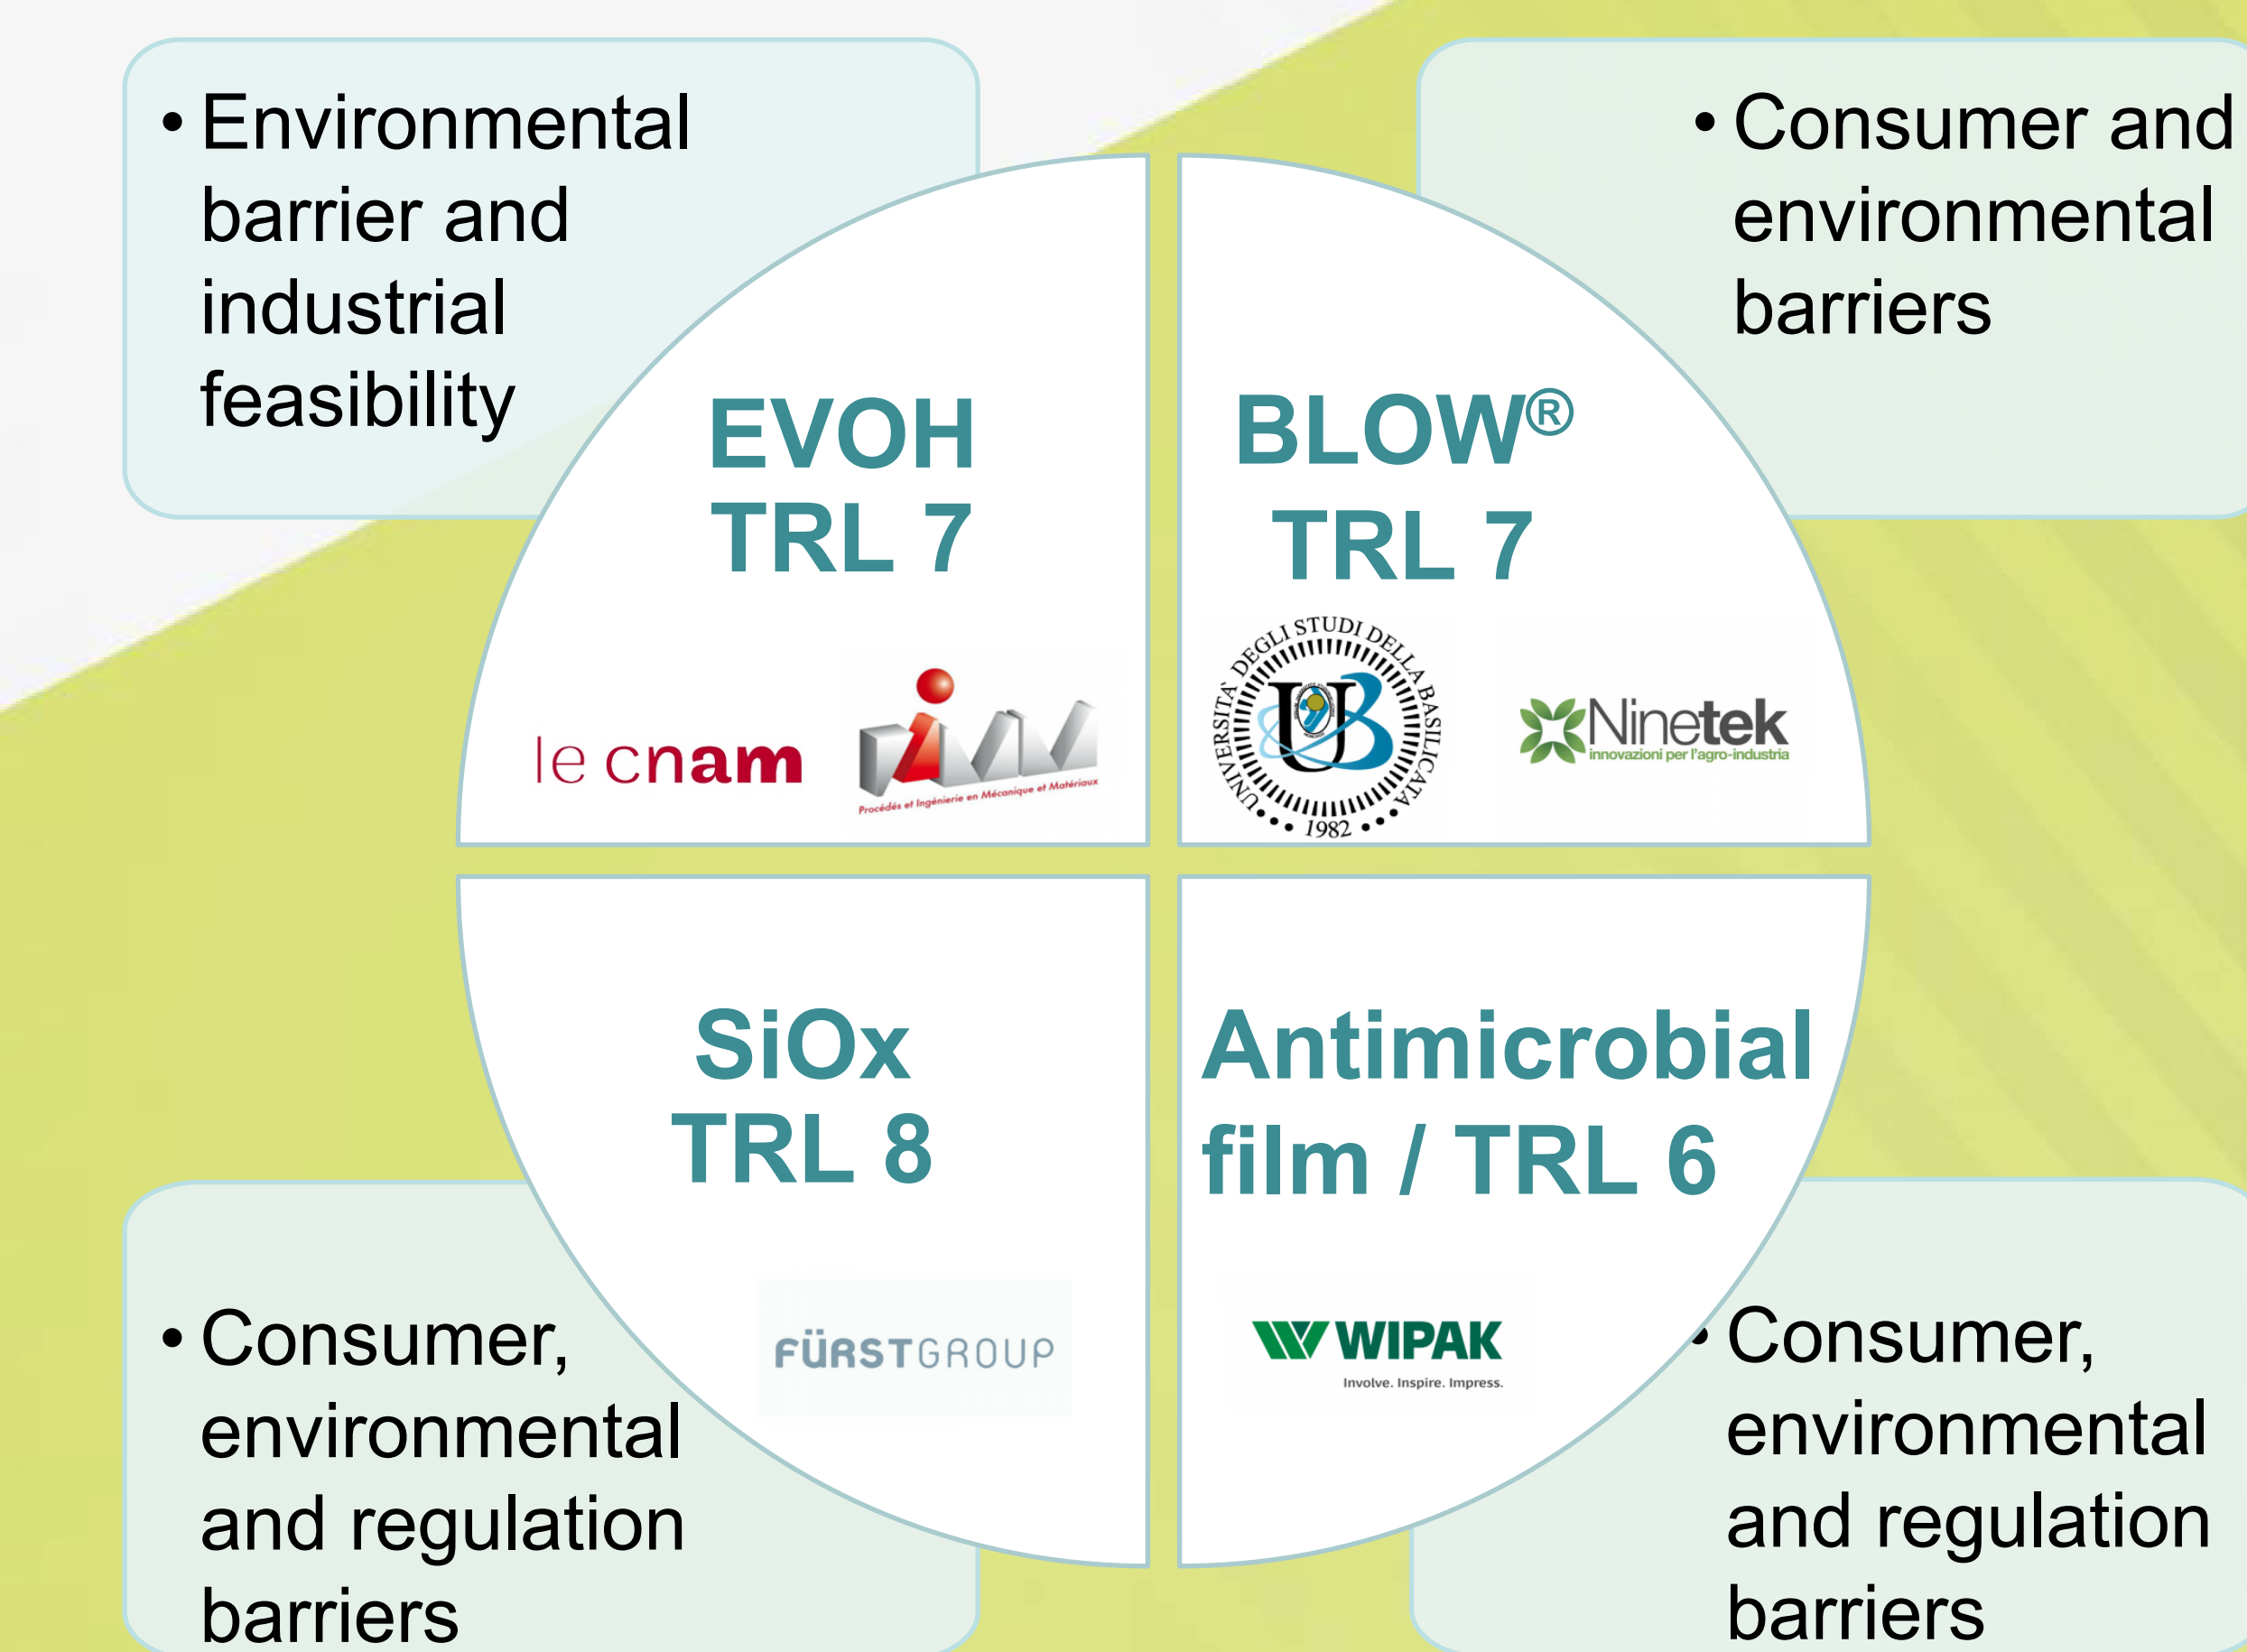 • Environmental
barrier and
industrial
feasibility
• Consumer and
environmental
barriers
EVOH
TRL 7
le cnam
PIMM
Procédés et Ingénierie en Mécanique et Matériaux
BLOW®
TRL 7
UNIVERSITA' DEGLI STUDI DELLA BASILICATA
UB
1982
Ninetek
innovazioni per l'agro-industria
SiOx
TRL 8
FÜRSTGROUP
Antimicrobial
film / TRL 6
WIPAK
Involve. Inspire. Impress.
• Consumer,
environmental
and regulation
barriers
• Consumer,
environmental
and regulation
barriers